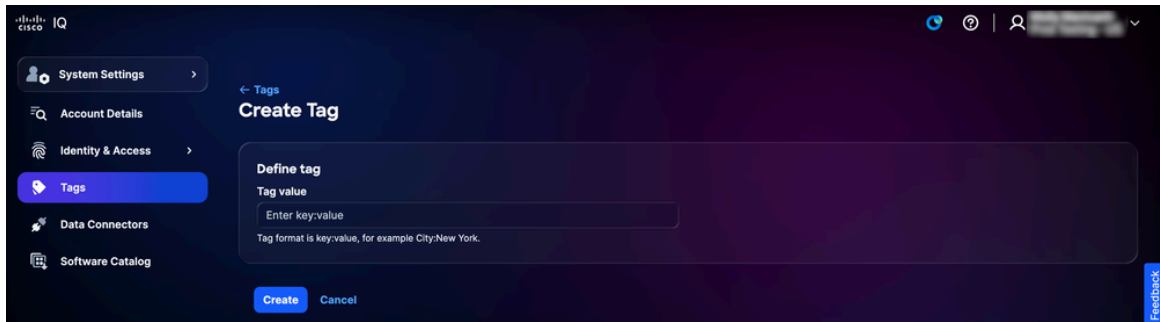 cisco IQ
System Settings
← Tags
Create Tag
Account Details
Identity & Access
Define tag
Tag value
Tags
Enter key:value
Data Connectors
Tag format is key:value, for example City:New York.
Software Catalog
Create Cancel
Feedback